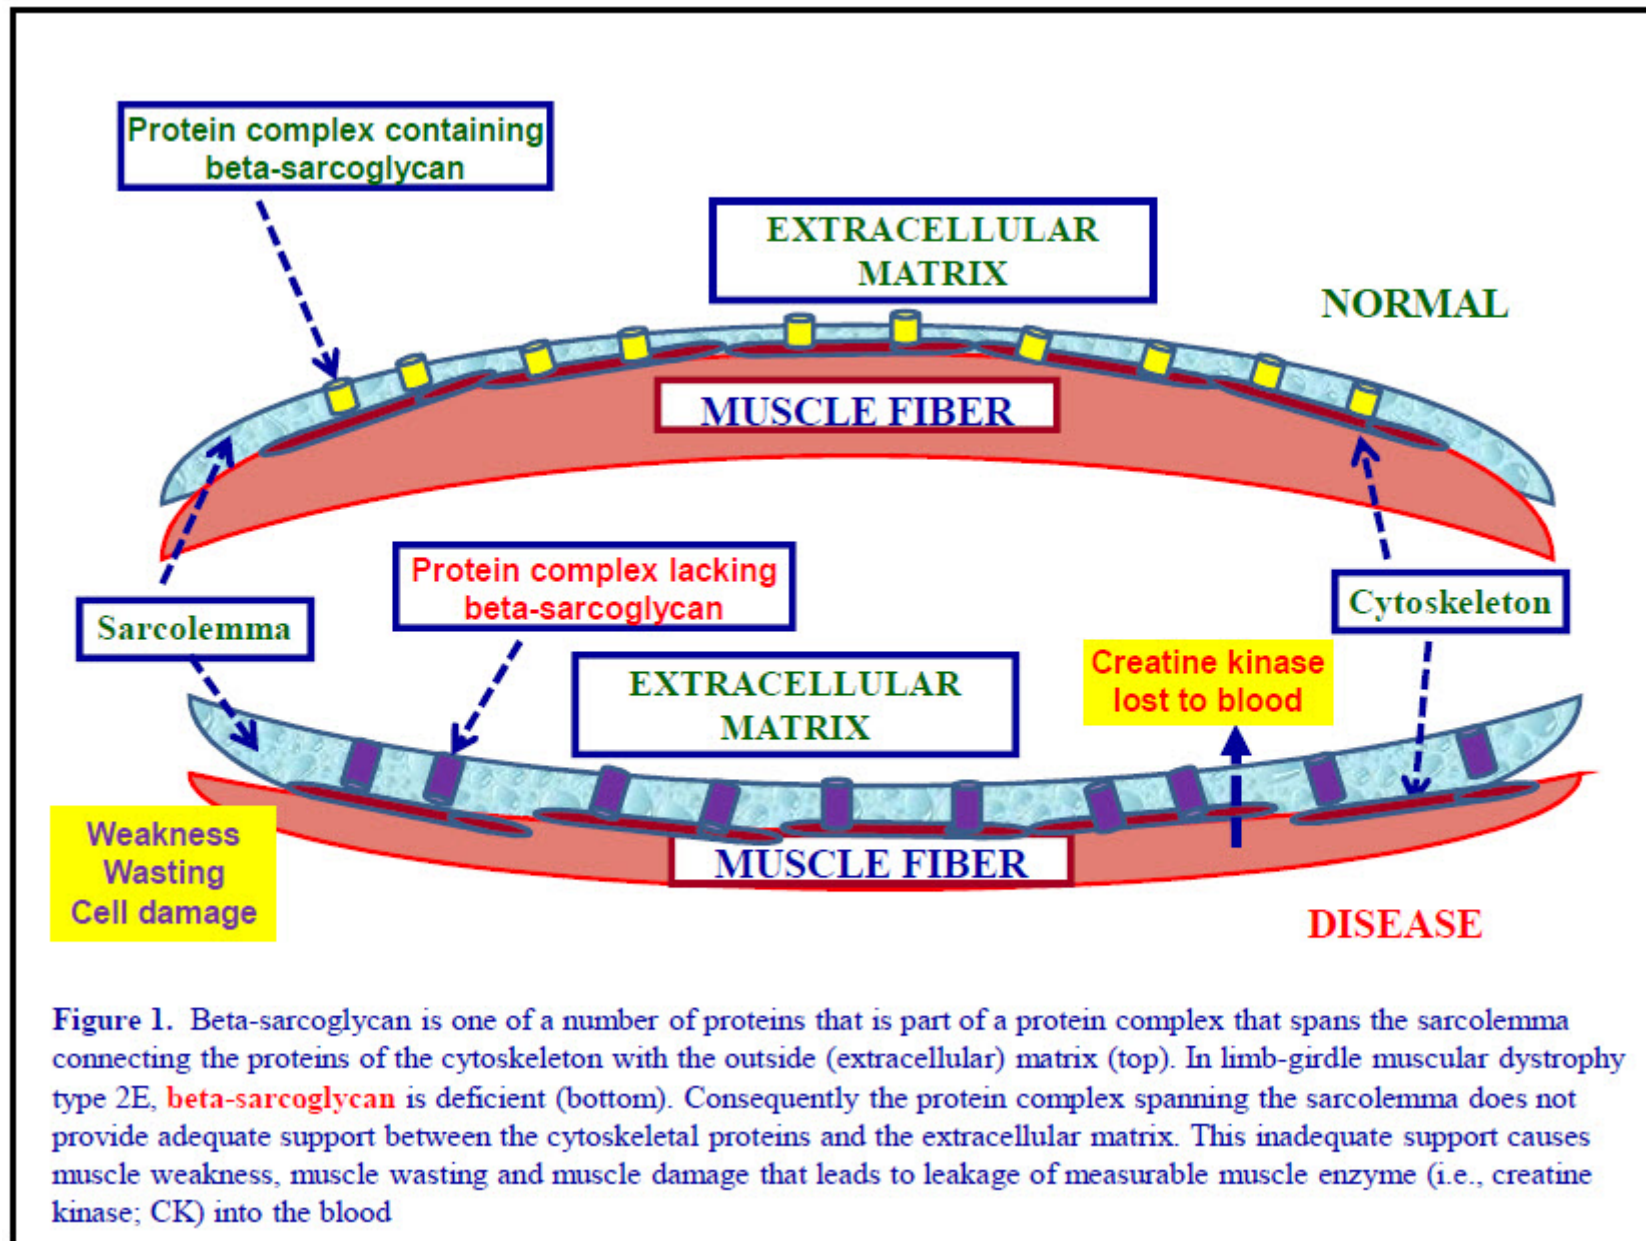 Protein complex containing
beta-sarcoglycan
EXTRACELLULAR
MATRIX
NORMAL
MUSCLE FIBER
Protein complex lacking
beta-sarcoglycan
Cytoskeleton
Sarcolemma
Creatine kinase
lost to blood
EXTRACELLULAR
MATRIX
Weakness
Wasting
Cell damage
MUSCLE FIBER
DISEASE
Figure 1. Beta-sarcoglycan is one of a number of proteins that is part of a protein complex that spans the sarcolemma
connecting the proteins of the cytoskeleton with the outside (extracellular) matrix (top). In limb-girdle muscular dystrophy
type 2E, beta-sarcoglycan is deficient (bottom). Consequently the protein complex spanning the sarcolemma does not
provide adequate support between the cytoskeletal proteins and the extracellular matrix. This inadequate support causes
muscle weakness, muscle wasting and muscle damage that leads to leakage of measurable muscle enzyme (i.e., creatine
kinase; CK) into the blood